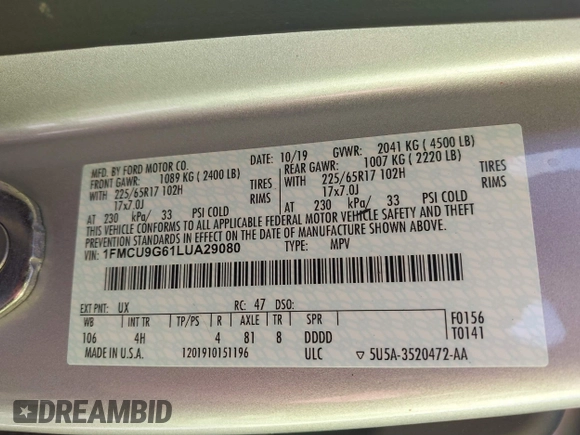 MFD. BY FORD MOTOR CO.
DATE: 10/19 GVWR: 2041 KG ( 4500 LB)
FRONT GAWR: 1089 KG ( 2400 LB)
REAR GAWR: 1007 KG ( 2220 LB)
WITH 225/65R17 102H TIRES
WITH 225/65R17 102H TIRES
17x7.0J RIMS
17x7.0J RIMS
AT 230 kPa/ 33 PSI COLD
AT 230 kPa/ 33 PSI COLD
THIS VEHICLE CONFORMS TO ALL APPLICABLE FEDERAL MOTOR VEHICLE SAFETY AND THEFT
PREVENTION STANDARDS IN EFFECT ON THE DATE OF MANUFACTURE SHOWN ABOVE.
VIN: 1FMCU9G61LUA29080 TYPE: MPV
EXT PNT: UX RC: 47 DSO:
WB INT TR TP/PS R AXLE TR SPR F0156
106 4H 4 81 8 DDDD T0141
MADE IN U.S.A. 1201910151196 ULC ▽ 5U5A-3520472-AA
DREAMBID